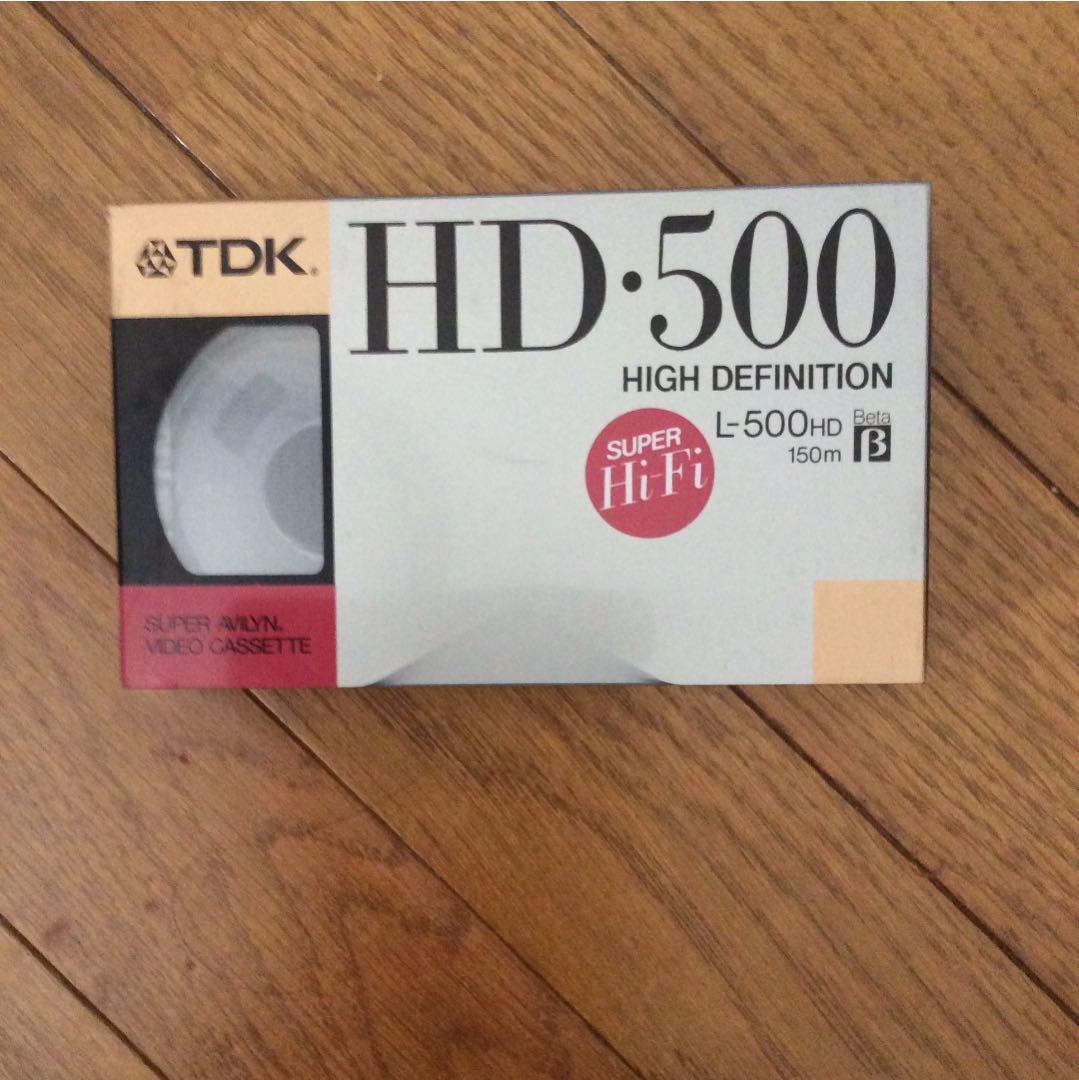 TDK.
HD·500
HIGH DEFINITION
SUPER
Hi-Fi
L-500HD
150m
Beta
β
SUPER AVILYN.
VIDEO CASSETTE